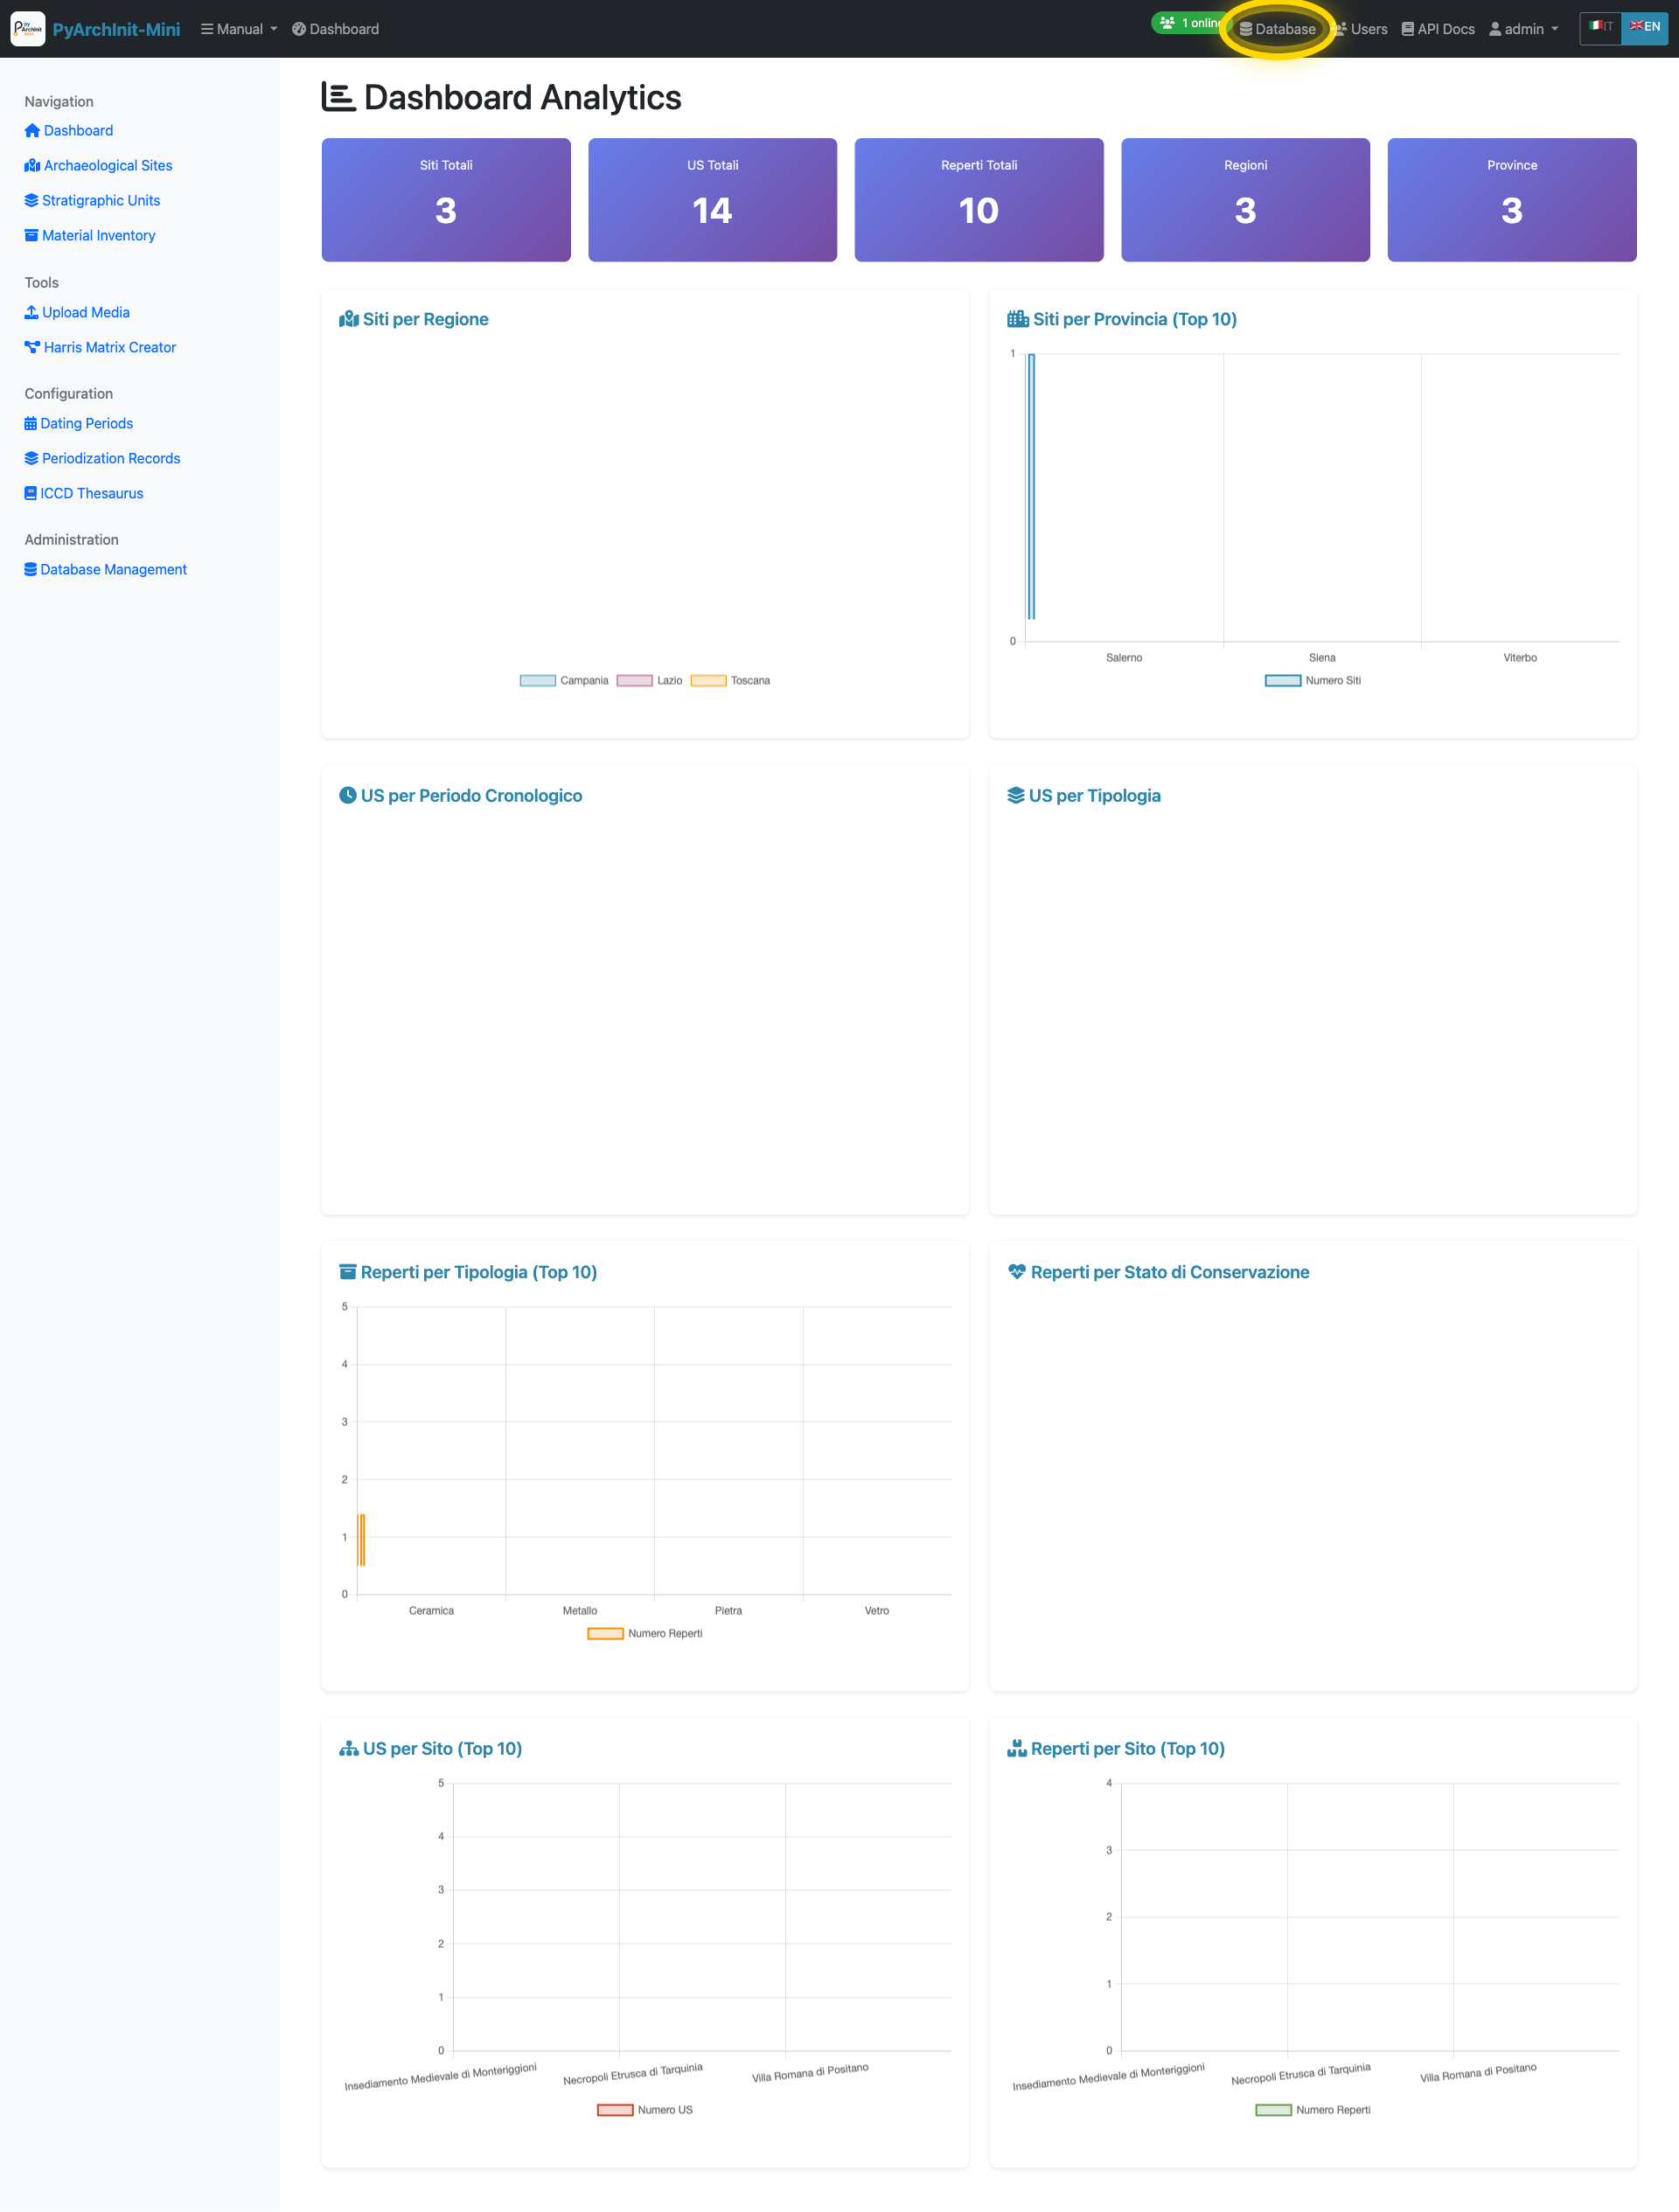 PyArchInit-Mini
Manual
Dashboard
1 online
Database
Users
API Docs
admin
IT
EN
Navigation
Dashboard
Archaeological Sites
Stratigraphic Units
Material Inventory
Tools
Upload Media
Harris Matrix Creator
Configuration
Dating Periods
Periodization Records
ICCD Thesaurus
Administration
Database Management
Dashboard Analytics
Siti Totali
3
US Totali
14
Reperti Totali
10
Regioni
3
Province
3
Siti per Regione
Campania Lazio Toscana
Siti per Provincia (Top 10)
1
0
Salerno Siena Viterbo
Numero Siti
US per Periodo Cronologico
US per Tipologia
Reperti per Tipologia (Top 10)
5
4
3
2
1
0
Ceramica Metallo Pietra Vetro
Numero Reperti
Reperti per Stato di Conservazione
US per Sito (Top 10)
5
4
3
2
1
0
Insediamento Medievale di Monteriggioni Necropoli Etrusca di Tarquinia Villa Romana di Positano
Numero US
Reperti per Sito (Top 10)
4
3
2
1
0
Insediamento Medievale di Monteriggioni Necropoli Etrusca di Tarquinia Villa Romana di Positano
Numero Reperti